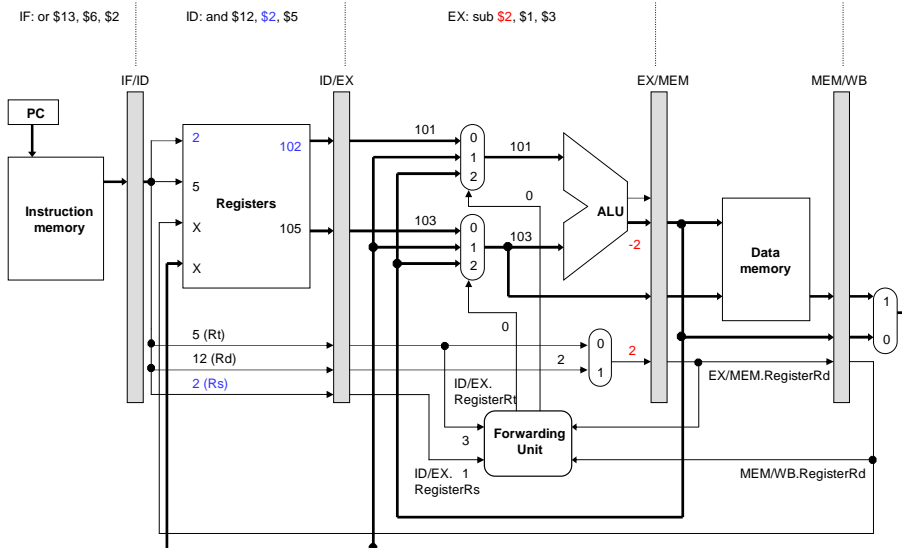 IF: or $13, $6, $2
ID: and $12, $2, $5
EX: sub $2, $1, $3
IF/ID
ID/EX
EX/MEM
MEM/WB
PC
Instruction
memory
2
5
X
X
102
105
Registers
101
103
0
1
2
0
1
2
101
103
0
0
ALU
-2
Data
memory
1
0
5 (Rt)
12 (Rd)
2 (Rs)
2
0
1
2
ID/EX.
RegisterRt
3
ID/EX. 1
RegisterRs
Forwarding
Unit
EX/MEM.RegisterRd
MEM/WB.RegisterRd